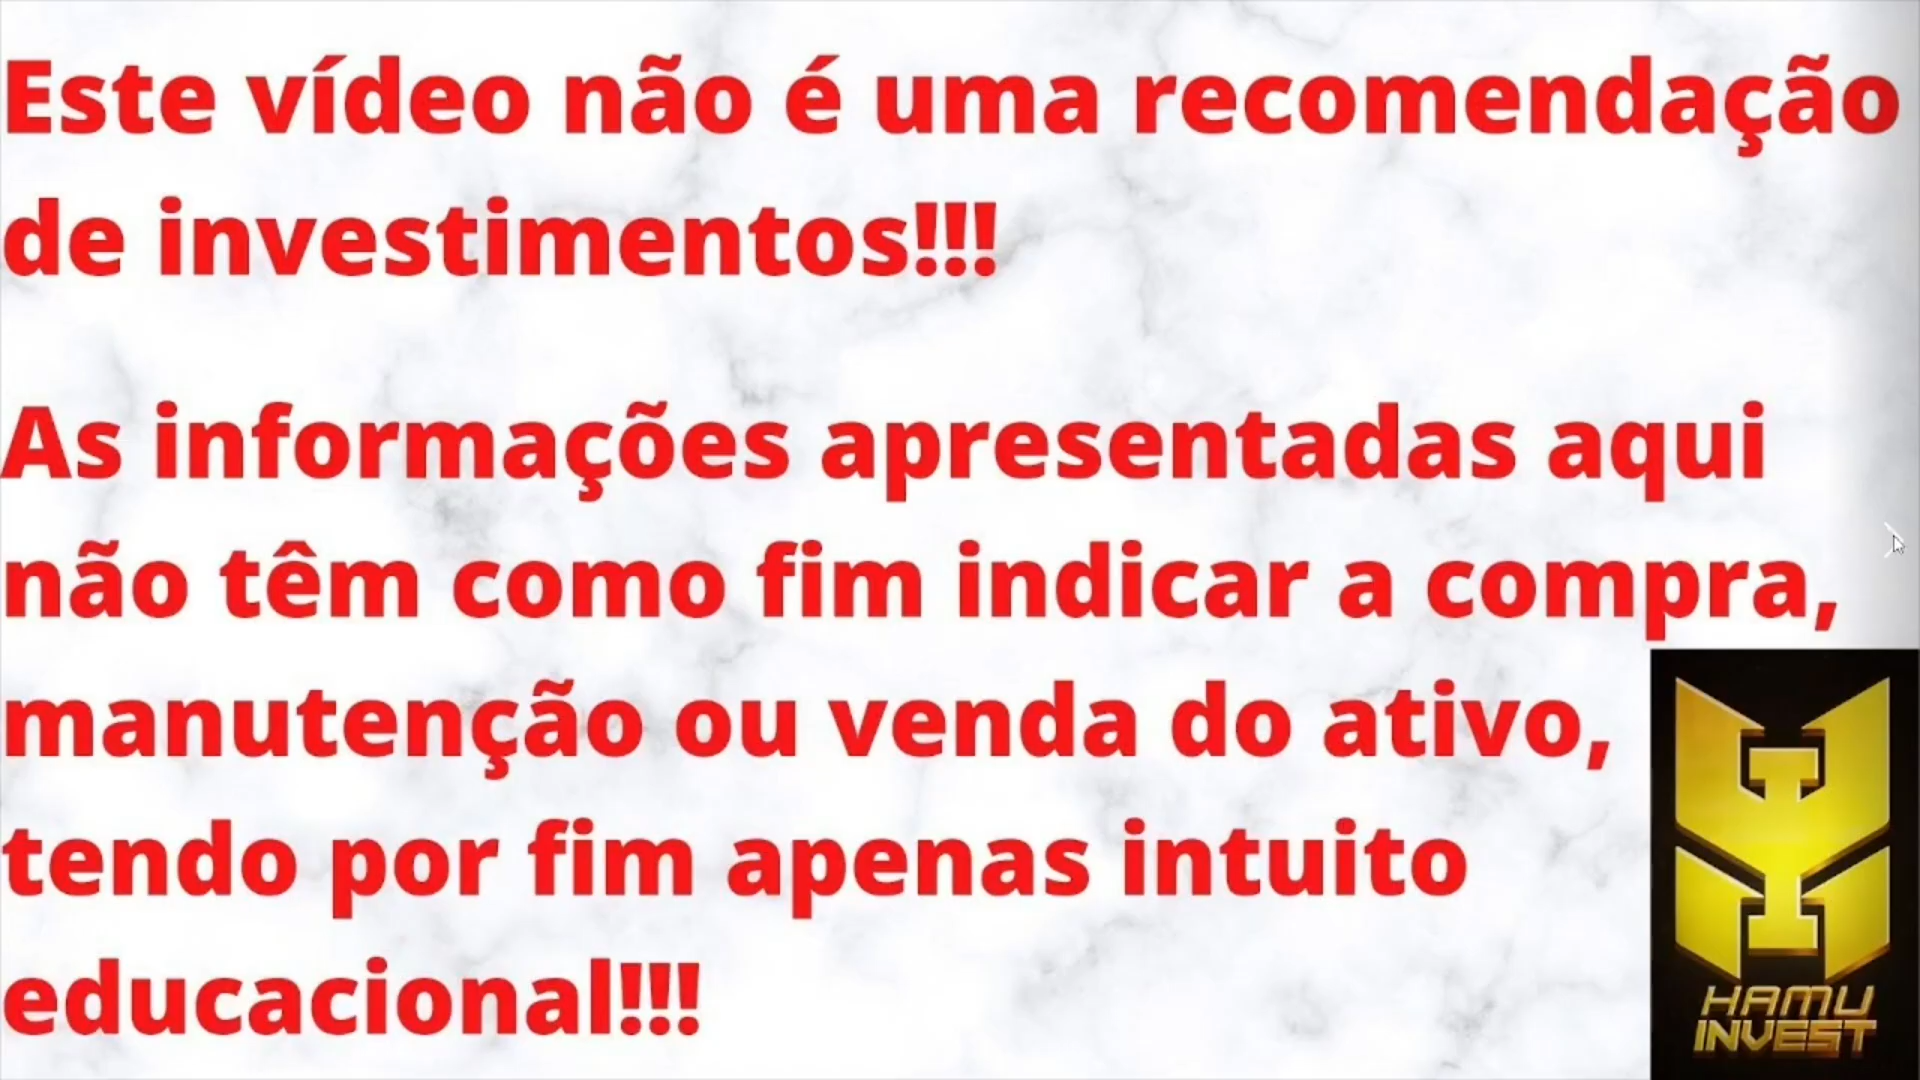 Este vídeo não é uma recomendação
de investimentos!!!
As informações apresentadas aqui
não têm como fim indicar a compra,
manutenção ou venda do ativo,
tendo por fim apenas intuito
educacional!!!
HAMU
INVEST